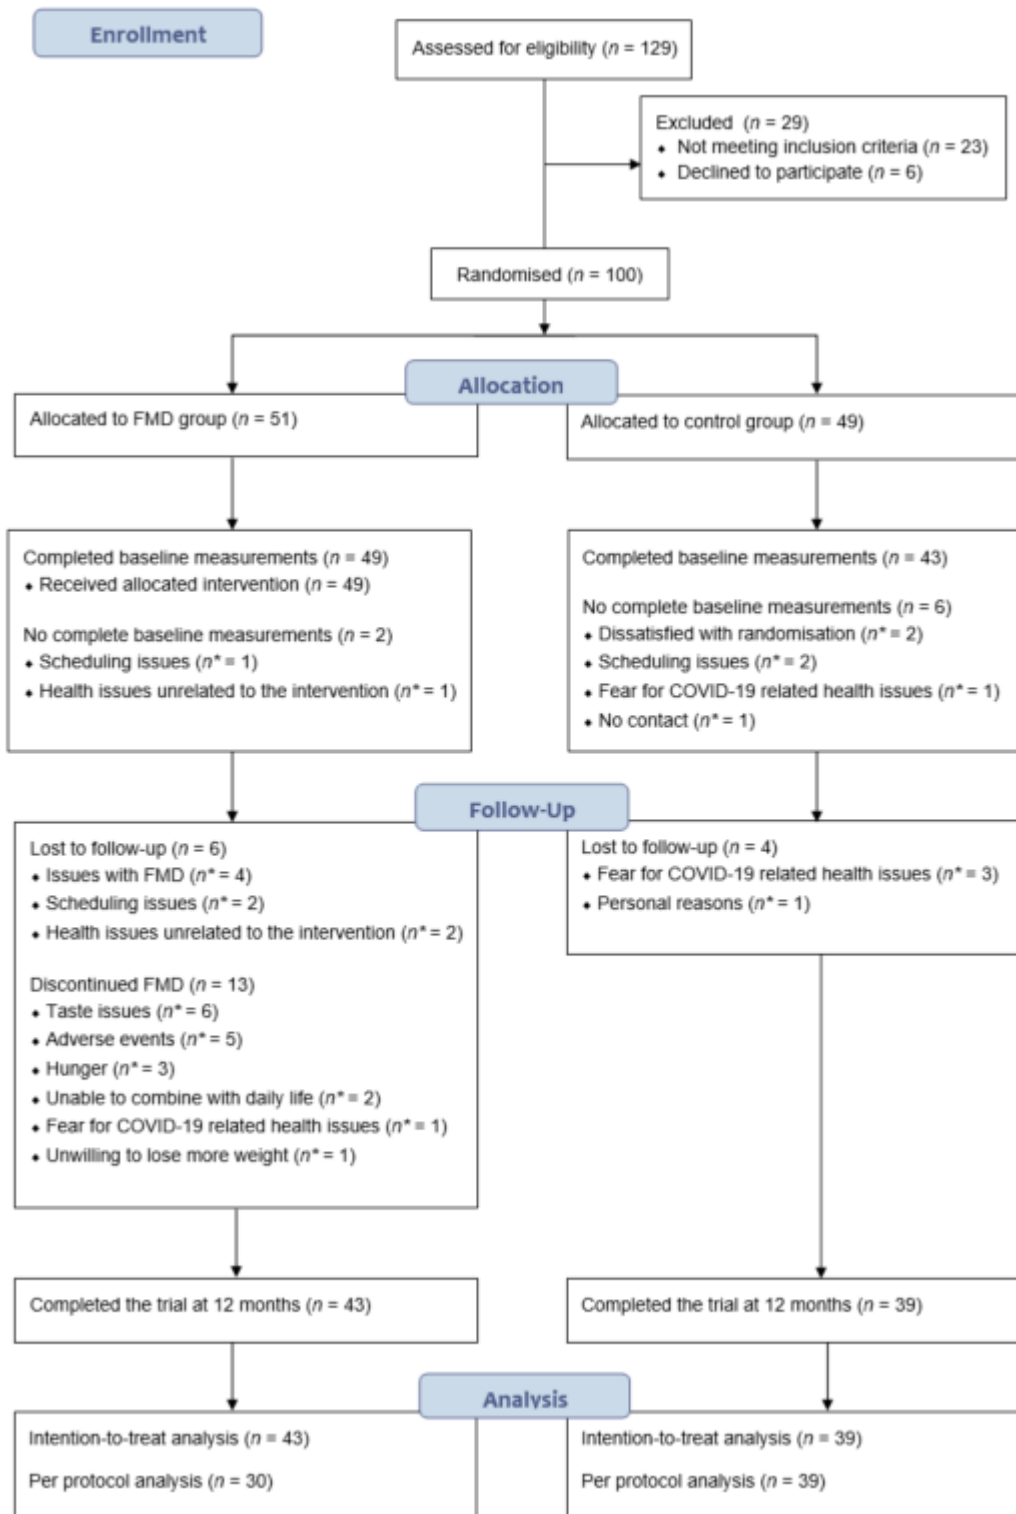 Enrollment
Assessed for eligibility (n = 129)
Excluded (n = 29)
⬥ Not meeting inclusion criteria (n = 23)
⬥ Declined to participate (n = 6)
Randomised (n = 100)
Allocation
Allocated to FMD group (n = 51)
Allocated to control group (n = 49)
Completed baseline measurements (n = 49)
⬥ Received allocated intervention (n = 49)
No complete baseline measurements (n = 2)
⬥ Scheduling issues (n* = 1)
⬥ Health issues unrelated to the intervention (n* = 1)
Completed baseline measurements (n = 43)
No complete baseline measurements (n = 6)
⬥ Dissatisfied with randomisation (n* = 2)
⬥ Scheduling issues (n* = 2)
⬥ Fear for COVID-19 related health issues (n* = 1)
⬥ No contact (n* = 1)
Follow-Up
Lost to follow-up (n = 6)
⬥ Issues with FMD (n* = 4)
⬥ Scheduling issues (n* = 2)
⬥ Health issues unrelated to the intervention (n* = 2)
Discontinued FMD (n = 13)
⬥ Taste issues (n* = 6)
⬥ Adverse events (n* = 5)
⬥ Hunger (n* = 3)
⬥ Unable to combine with daily life (n* = 2)
⬥ Fear for COVID-19 related health issues (n* = 1)
⬥ Unwilling to lose more weight (n* = 1)
Lost to follow-up (n = 4)
⬥ Fear for COVID-19 related health issues (n* = 3)
⬥ Personal reasons (n* = 1)
Completed the trial at 12 months (n = 43)
Completed the trial at 12 months (n = 39)
Analysis
Intention-to-treat analysis (n = 43)
Per protocol analysis (n = 30)
Intention-to-treat analysis (n = 39)
Per protocol analysis (n = 39)